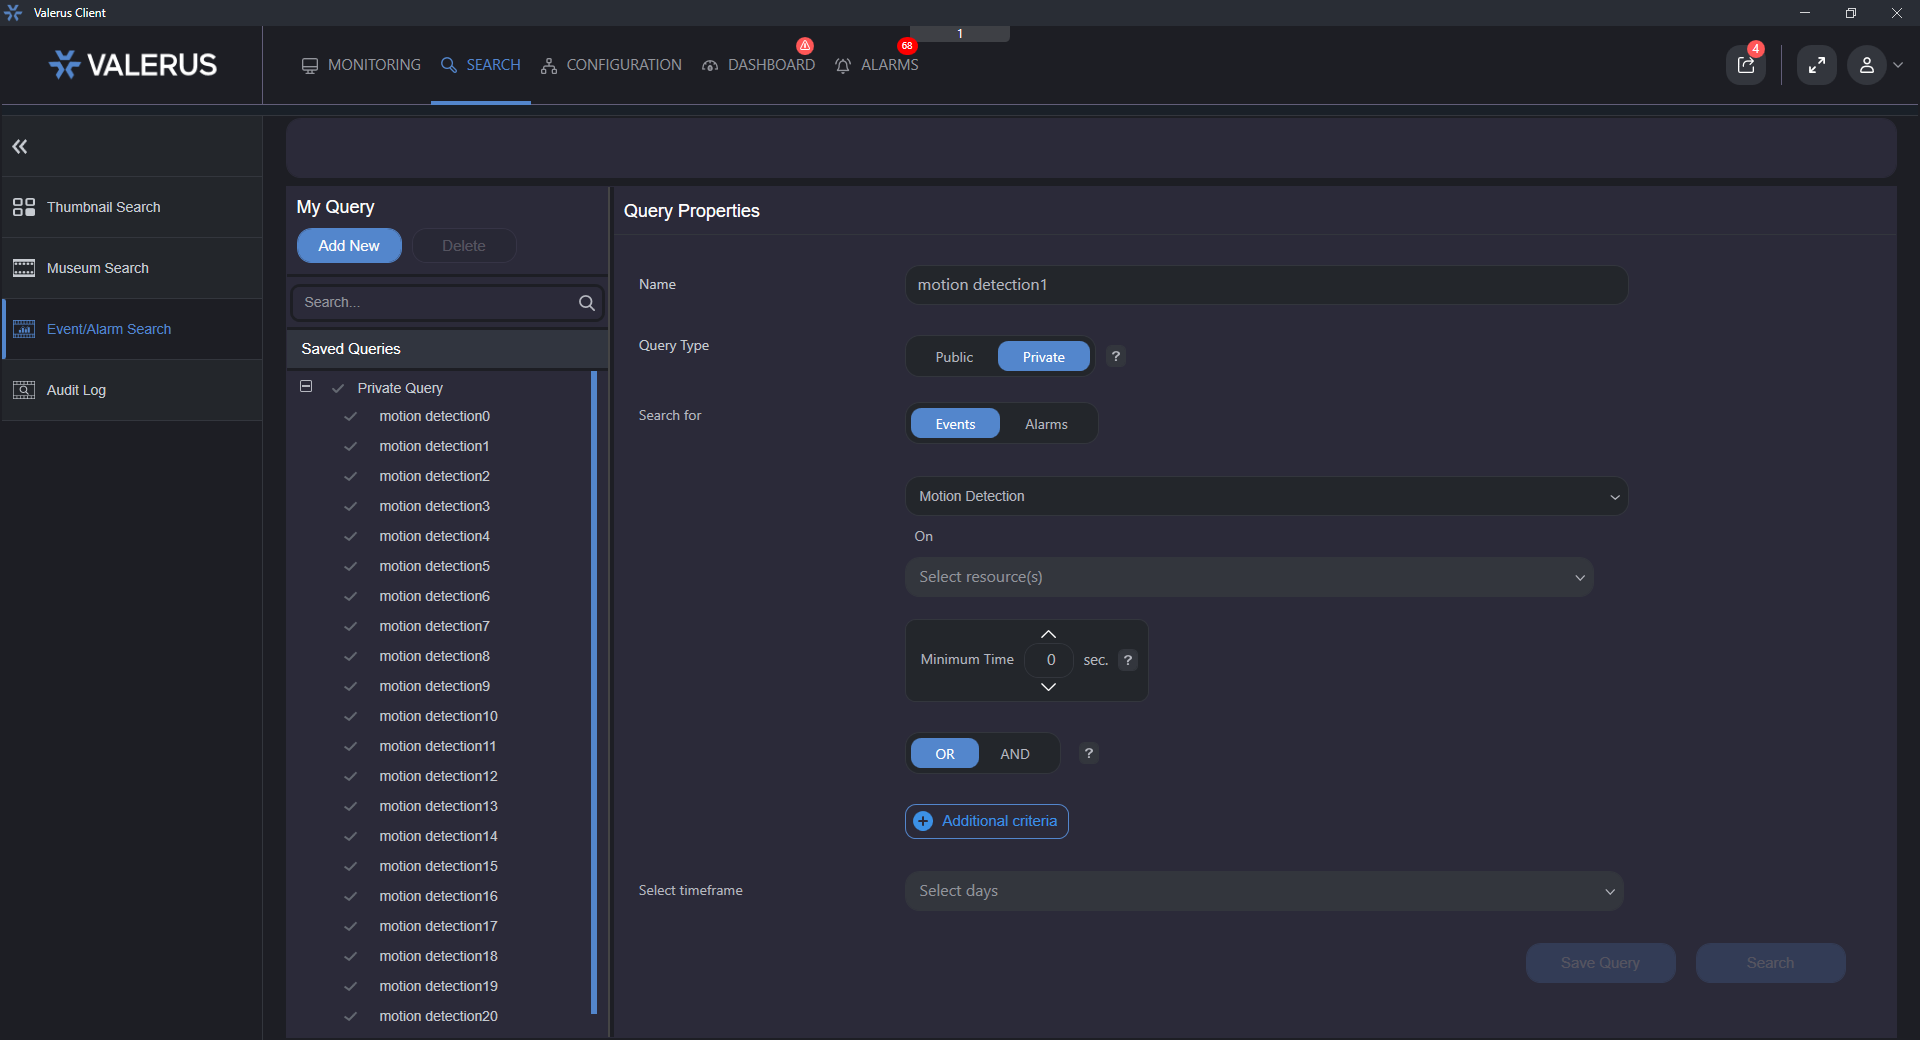 Valerus Client
1
VALERUS
MONITORING
SEARCH
CONFIGURATION
DASHBOARD
68
ALARMS
4
Thumbnail Search
Museum Search
Event/Alarm Search
Audit Log
My Query
Add New
Delete
Search...
Saved Queries
Private Query
motion detection0
motion detection1
motion detection2
motion detection3
motion detection4
motion detection5
motion detection6
motion detection7
motion detection8
motion detection9
motion detection10
motion detection11
motion detection12
motion detection13
motion detection14
motion detection15
motion detection16
motion detection17
motion detection18
motion detection19
motion detection20
Query Properties
Name
motion detection1
Query Type
Public
Private
?
Search for
Events
Alarms
Motion Detection
On
Select resource(s)
Minimum Time
0
sec.
?
OR
AND
?
Additional criteria
Select timeframe
Select days
Save Query
Search